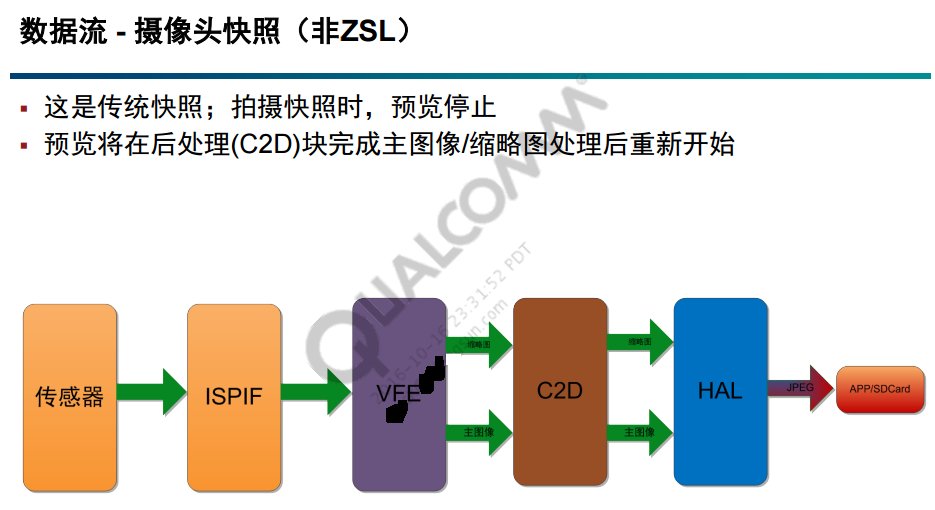 数据流 - 摄像头快照（非ZSL）
▪ 这是传统快照；拍摄快照时，预览停止
▪ 预览将在后处理(C2D)块完成主图像/缩略图处理后重新开始
QUALCOMM
23:31:52 PDT
传感器
ISPIF
VFE
缩略图
主图像
C2D
缩略图
主图像
HAL
JPEG
APP/SDCard